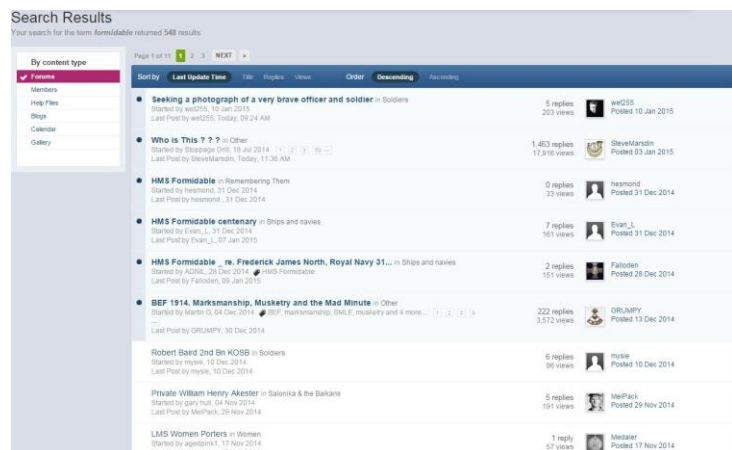 Search Results
Your search for the term formidable returned 548 results
By content type
Forums
Members
Help Files
Blogs
Calendar
Gallery
Page 1 of 11 1 2 3 NEXT »
Sort by Last Update Time Title Replies Views Order Descending Ascending
Seeking a photograph of a very brave officer and soldier in Soldiers
Started by wel255, 10 Jan 2015
Last Post by wel255, Today, 09:24 AM
5 replies
203 views
wel255
Posted 10 Jan 2015
Who is This ? ? ? in Other
Started by Stoppage Drill, 18 Jul 2014 1 2 3
Last Post by SteveMarsdin, Today, 11:36 AM
1,463 replies
17,916 views
SteveMarsdin
Posted 03 Jan 2015
HMS Formidable in Remembering Them
Started by hesmond, 31 Dec 2014
Last Post by hesmond , 31 Dec 2014
0 replies
33 views
hesmond
Posted 31 Dec 2014
HMS Formidable centenary in Ships and navies
Started by Evan_L, 31 Dec 2014
Last Post by Evan_L, 07 Jan 2015
7 replies
161 views
Evan_L
Posted 31 Dec 2014
HMS Formidable _ re. Frederick James North, Royal Navy 31... in Ships and navies
Started by ADNIL, 28 Dec 2014 HMS Formidable
Last Post by Falloden, 09 Jan 2015
2 replies
151 views
Falloden
Posted 28 Dec 2014
BEF 1914, Marksmanship, Musketry and the Mad Minute in Other
Started by Martin G, 04 Dec 2014 BEF, marksmanship, SMLE, musketry and 4 more... 1 2 3
...
Last Post by GRUMPY, 30 Dec 2014
222 replies
3,572 views
GRUMPY
Posted 13 Dec 2014
Robert Baird 2nd Bn KOSB in Soldiers
Started by mysie, 10 Dec 2014
Last Post by mysie, 10 Dec 2014
6 replies
86 views
mysie
Posted 10 Dec 2014
Private William Henry Akester in Salonika & the Balkans
Started by gary hull, 04 Nov 2014
Last Post by MelPack, 29 Nov 2014
5 replies
191 views
MelPack
Posted 29 Nov 2014
LMS Women Porters in Women
Started by agedpink1, 17 Nov 2014
1 reply
57 views
Medaler
Posted 17 Nov 2014